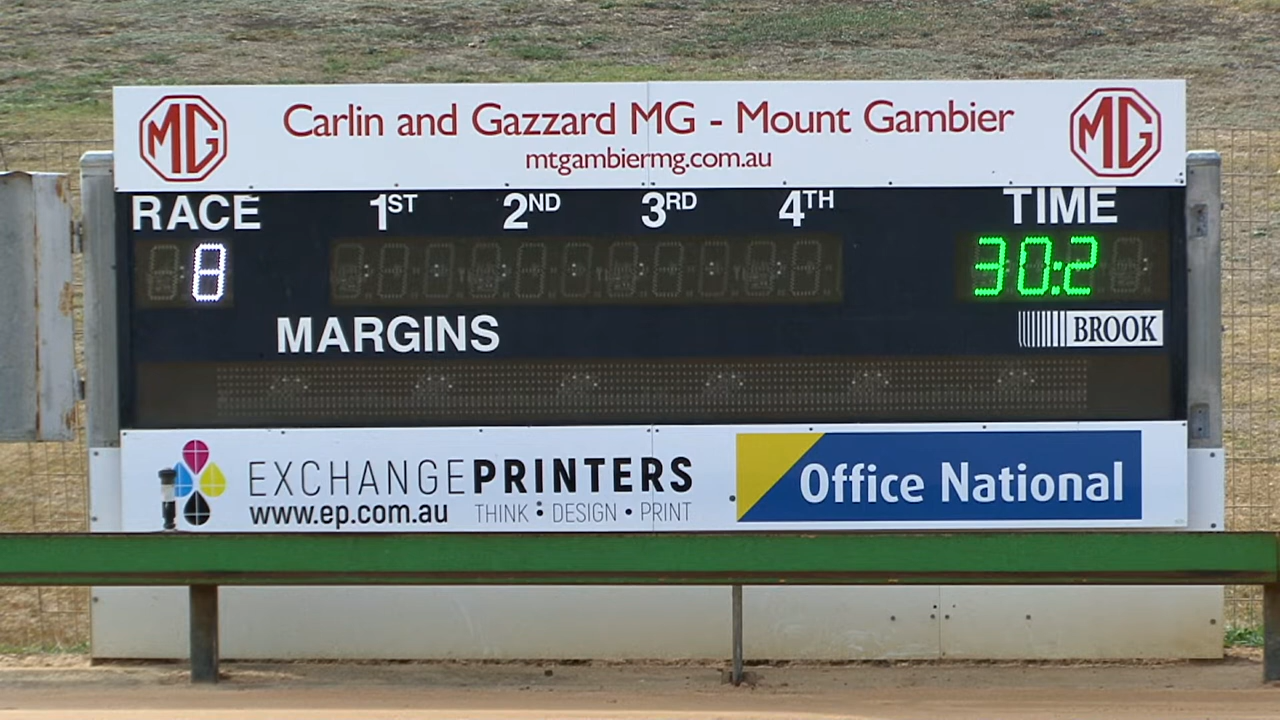 MG Carlin and Gazzard MG - Mount Gambier MG
mtgambiermg.com.au
RACE 1ST 2ND 3RD 4TH TIME
8 30:2
MARGINS BROOK
EXCHANGEPRINTERS Office National
www.ep.com.au THINK • DESIGN • PRINT